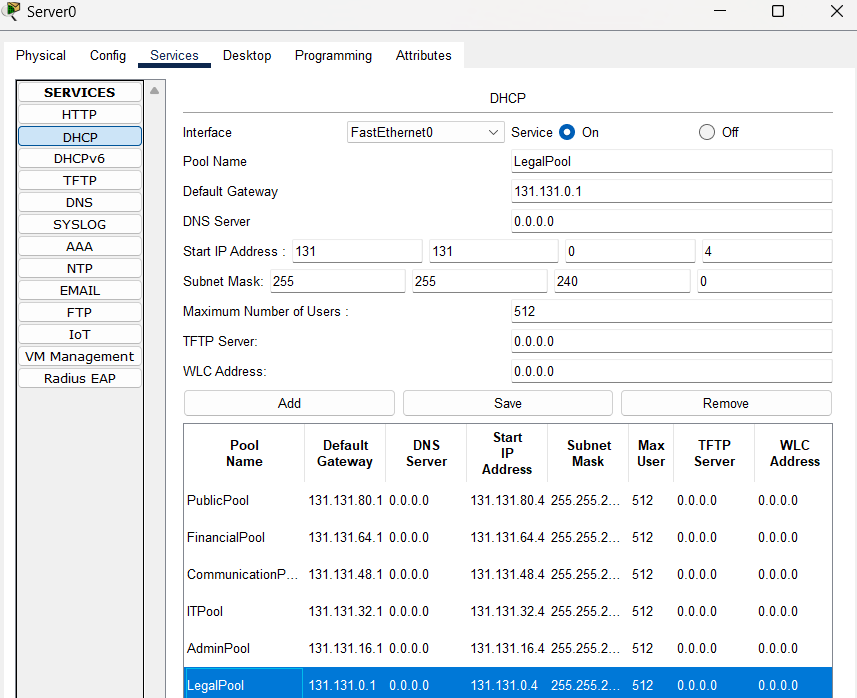 Server0
Physical Config Services Desktop Programming Attributes
SERVICES
HTTP
DHCP
DHCPv6
TFTP
DNS
SYSLOG
AAA
NTP
EMAIL
FTP
IoT
VM Management
Radius EAP
DHCP
Interface FastEthernet0 Service On Off
Pool Name LegalPool
Default Gateway 131.131.0.1
DNS Server 0.0.0.0
Start IP Address : 131 131 0 4
Subnet Mask: 255 255 240 0
Maximum Number of Users : 512
TFTP Server: 0.0.0.0
WLC Address: 0.0.0.0
Add Save Remove
Pool Name Default Gateway DNS Server Start IP Address Subnet Mask Max User TFTP Server WLC Address
PublicPool 131.131.80.1 0.0.0.0 131.131.80.4 255.255.2... 512 0.0.0.0 0.0.0.0
FinancialPool 131.131.64.1 0.0.0.0 131.131.64.4 255.255.2... 512 0.0.0.0 0.0.0.0
CommunicationP... 131.131.48.1 0.0.0.0 131.131.48.4 255.255.2... 512 0.0.0.0 0.0.0.0
ITPool 131.131.32.1 0.0.0.0 131.131.32.4 255.255.2... 512 0.0.0.0 0.0.0.0
AdminPool 131.131.16.1 0.0.0.0 131.131.16.4 255.255.2... 512 0.0.0.0 0.0.0.0
LegalPool 131.131.0.1 0.0.0.0 131.131.0.4 255.255.2... 512 0.0.0.0 0.0.0.0